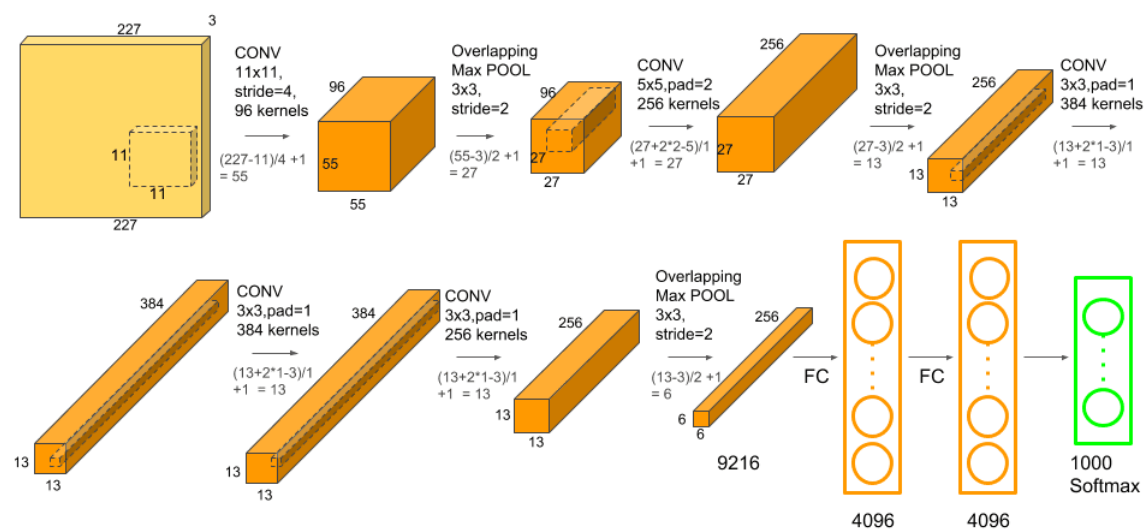 227
3
CONV
11x11,
stride=4,
96 kernels
(227-11)/4 +1
= 55
11
11
227
96
55
55
Overlapping
Max POOL
3x3,
stride=2
(55-3)/2 +1
= 27
96
27
27
CONV
5x5,pad=2
256 kernels
(27+2*2-5)/1
+1 = 27
256
27
27
Overlapping
Max POOL
3x3,
stride=2
(27-3)/2 +1
= 13
256
13
13
CONV
3x3,pad=1
384 kernels
(13+2*1-3)/1
+1 = 13
384
13
13
CONV
3x3,pad=1
384 kernels
(13+2*1-3)/1
+1 = 13
384
13
13
CONV
3x3,pad=1
256 kernels
(13+2*1-3)/1
+1 = 13
256
13
13
Overlapping
Max POOL
3x3,
stride=2
(13-3)/2 +1
= 6
256
6
6
9216
FC
4096
FC
4096
1000
Softmax